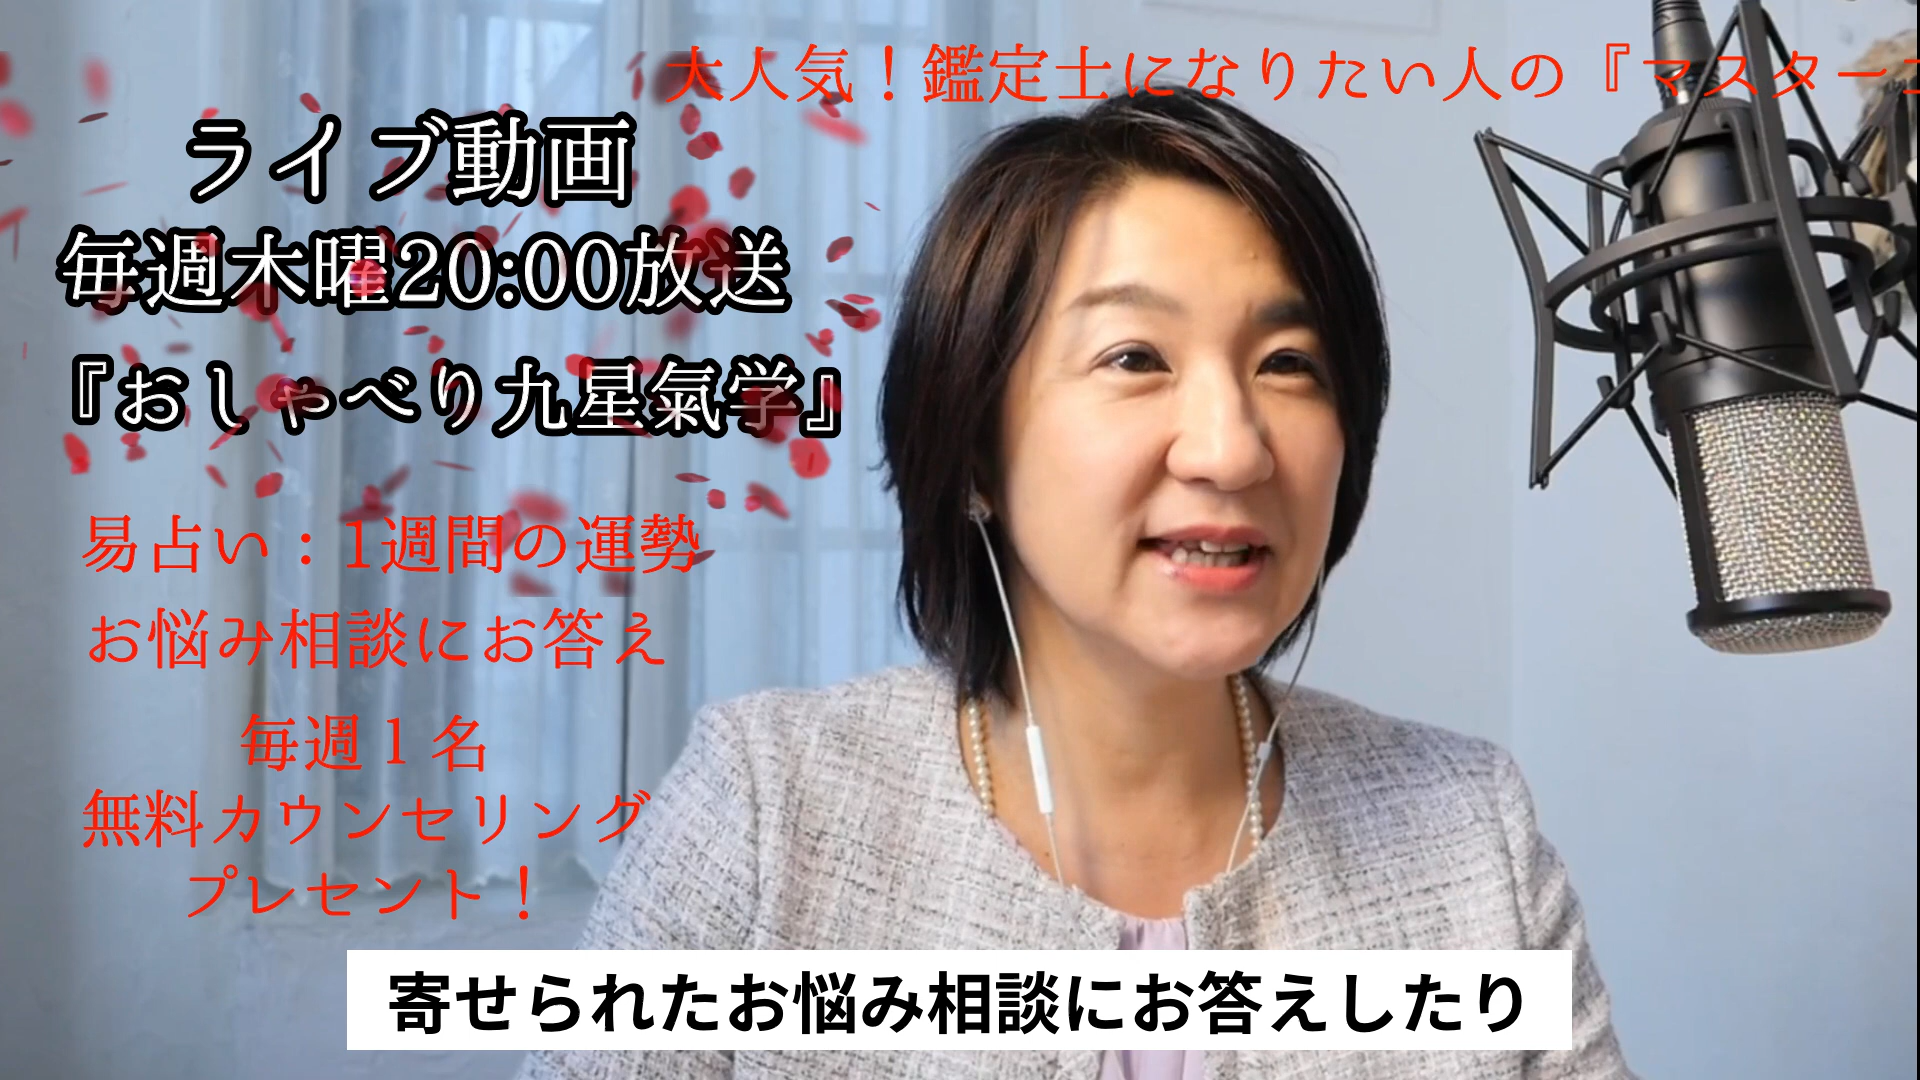 大人気！鑑定士になりたい人の『マスターコ
ライブ動画
毎週木曜20:00放送
『おしゃべり九星氣学』
易占い：1週間の運勢
お悩み相談にお答え
毎週１名
無料カウンセリング
プレゼント！
寄せられたお悩み相談にお答えしたり